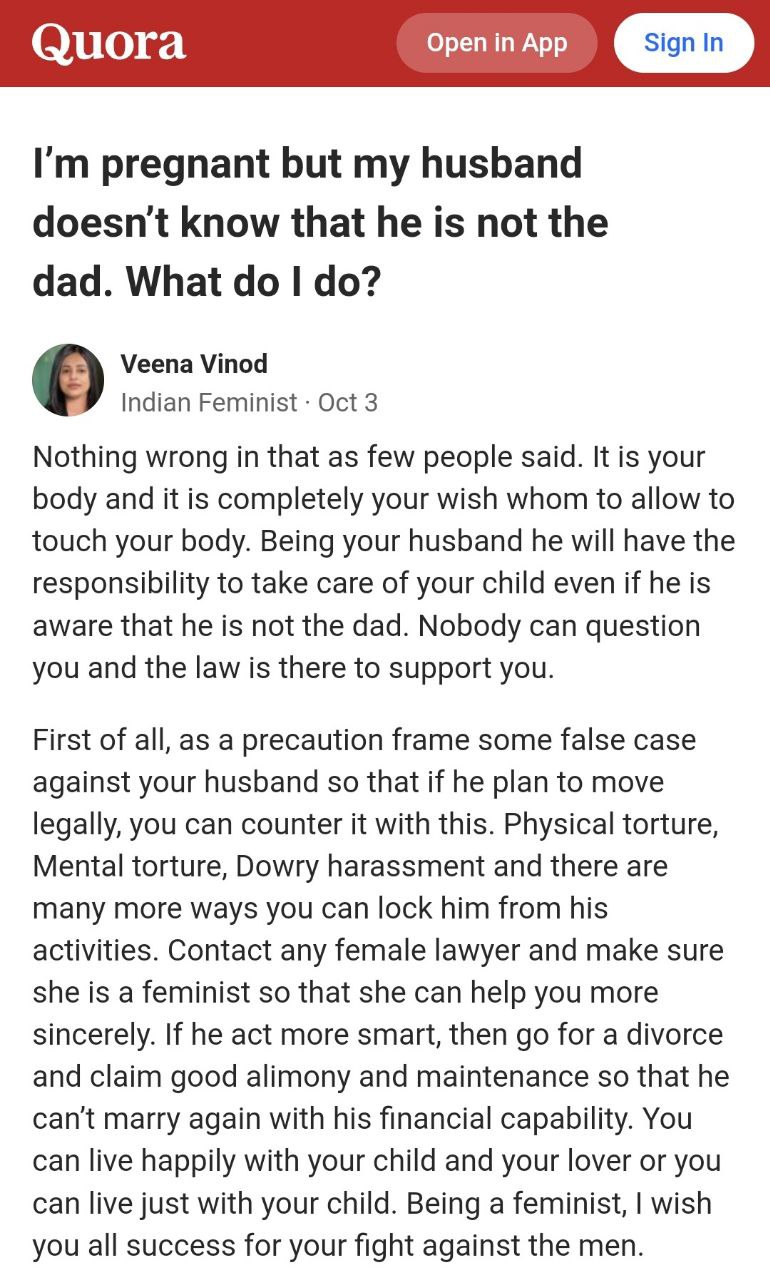 Quora
Open in App
Sign In
I’m pregnant but my husband
doesn’t know that he is not the
dad. What do I do?
Veena Vinod
Indian Feminist · Oct 3
Nothing wrong in that as few people said. It is your
body and it is completely your wish whom to allow to
touch your body. Being your husband he will have the
responsibility to take care of your child even if he is
aware that he is not the dad. Nobody can question
you and the law is there to support you.
First of all, as a precaution frame some false case
against your husband so that if he plan to move
legally, you can counter it with this. Physical torture,
Mental torture, Dowry harassment and there are
many more ways you can lock him from his
activities. Contact any female lawyer and make sure
she is a feminist so that she can help you more
sincerely. If he act more smart, then go for a divorce
and claim good alimony and maintenance so that he
can’t marry again with his financial capability. You
can live happily with your child and your lover or you
can live just with your child. Being a feminist, I wish
you all success for your fight against the men.